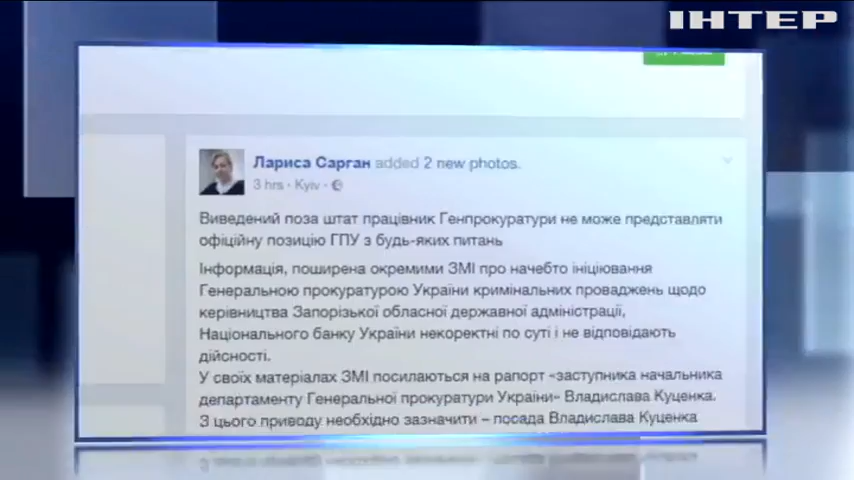 ІНТЕР
Лариса Сарган added 2 new photos.
3 hrs · Kyiv ·
Виведений поза штат працівник Генпрокуратури не може представляти
офіційну позицію ГПУ з будь-яких питань
Інформація, поширена окремими ЗМІ про начебто ініціювання
Генеральною прокуратурою України кримінальних проваджень щодо
керівництва Запорізької обласної державної адміністрації,
Національного банку України некоректні по суті і не відповідають
дійсності.
У своїх матеріалах ЗМІ посилаються на рапорт «заступника начальника
департаменту Генеральної прокуратури України» Владислава Куценка.
З цього приводу необхідно зазначити – посада Владислава Куценка